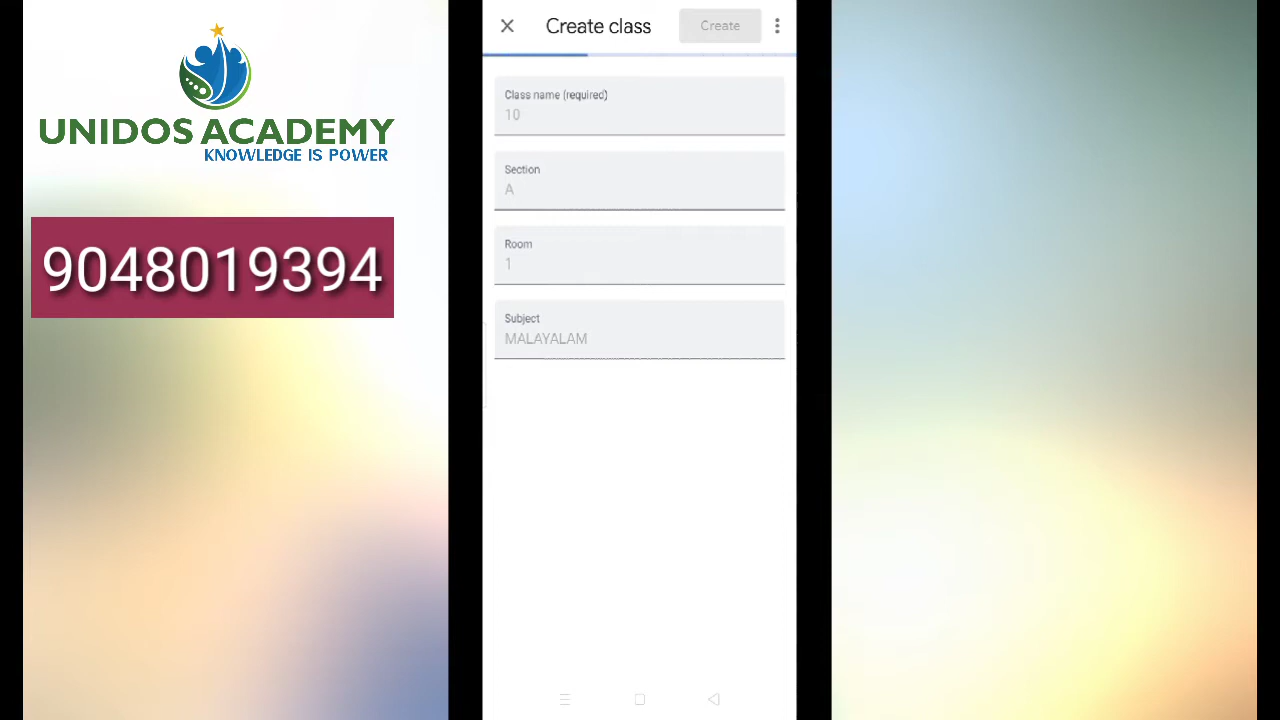 UNIDOS ACADEMY
KNOWLEDGE IS POWER
9048019394
Create class
Create
Class name (required)
10
Section
A
Room
1
Subject
MALAYALAM